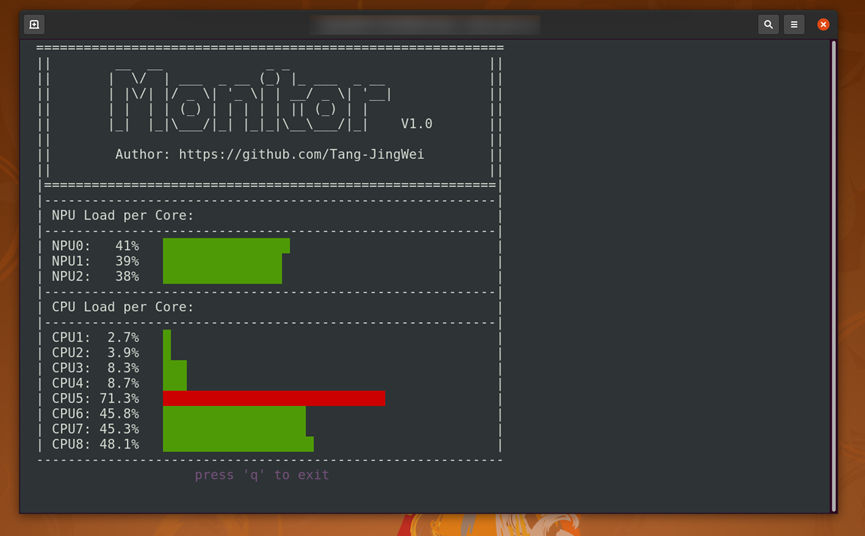 Monitor
V1.0
Author: https://github.com/Tang-JingWei
NPU Load per Core:
NPU0: 41%
NPU1: 39%
NPU2: 38%
CPU Load per Core:
CPU1: 2.7%
CPU2: 3.9%
CPU3: 8.3%
CPU4: 8.7%
CPU5: 71.3%
CPU6: 45.8%
CPU7: 45.3%
CPU8: 48.1%
press 'q' to exit